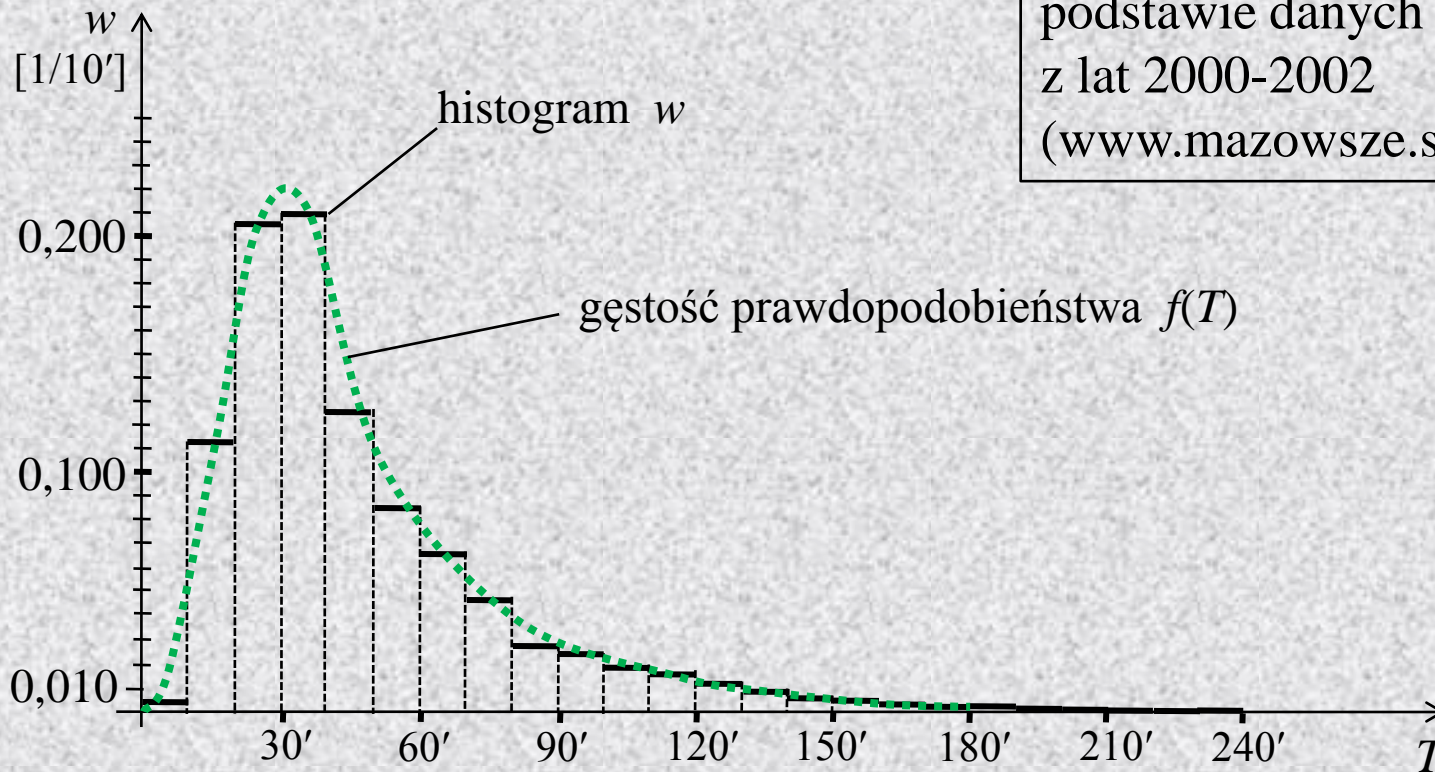 w
[1/10′]
podstawie danych
z lat 2000-2002
(www.mazowsze.s
histogram w
0,200
gęstość prawdopodobieństwa f(T)
0,100
0,010
30′ 60′ 90′ 120′ 150′ 180′ 210′ 240′ T